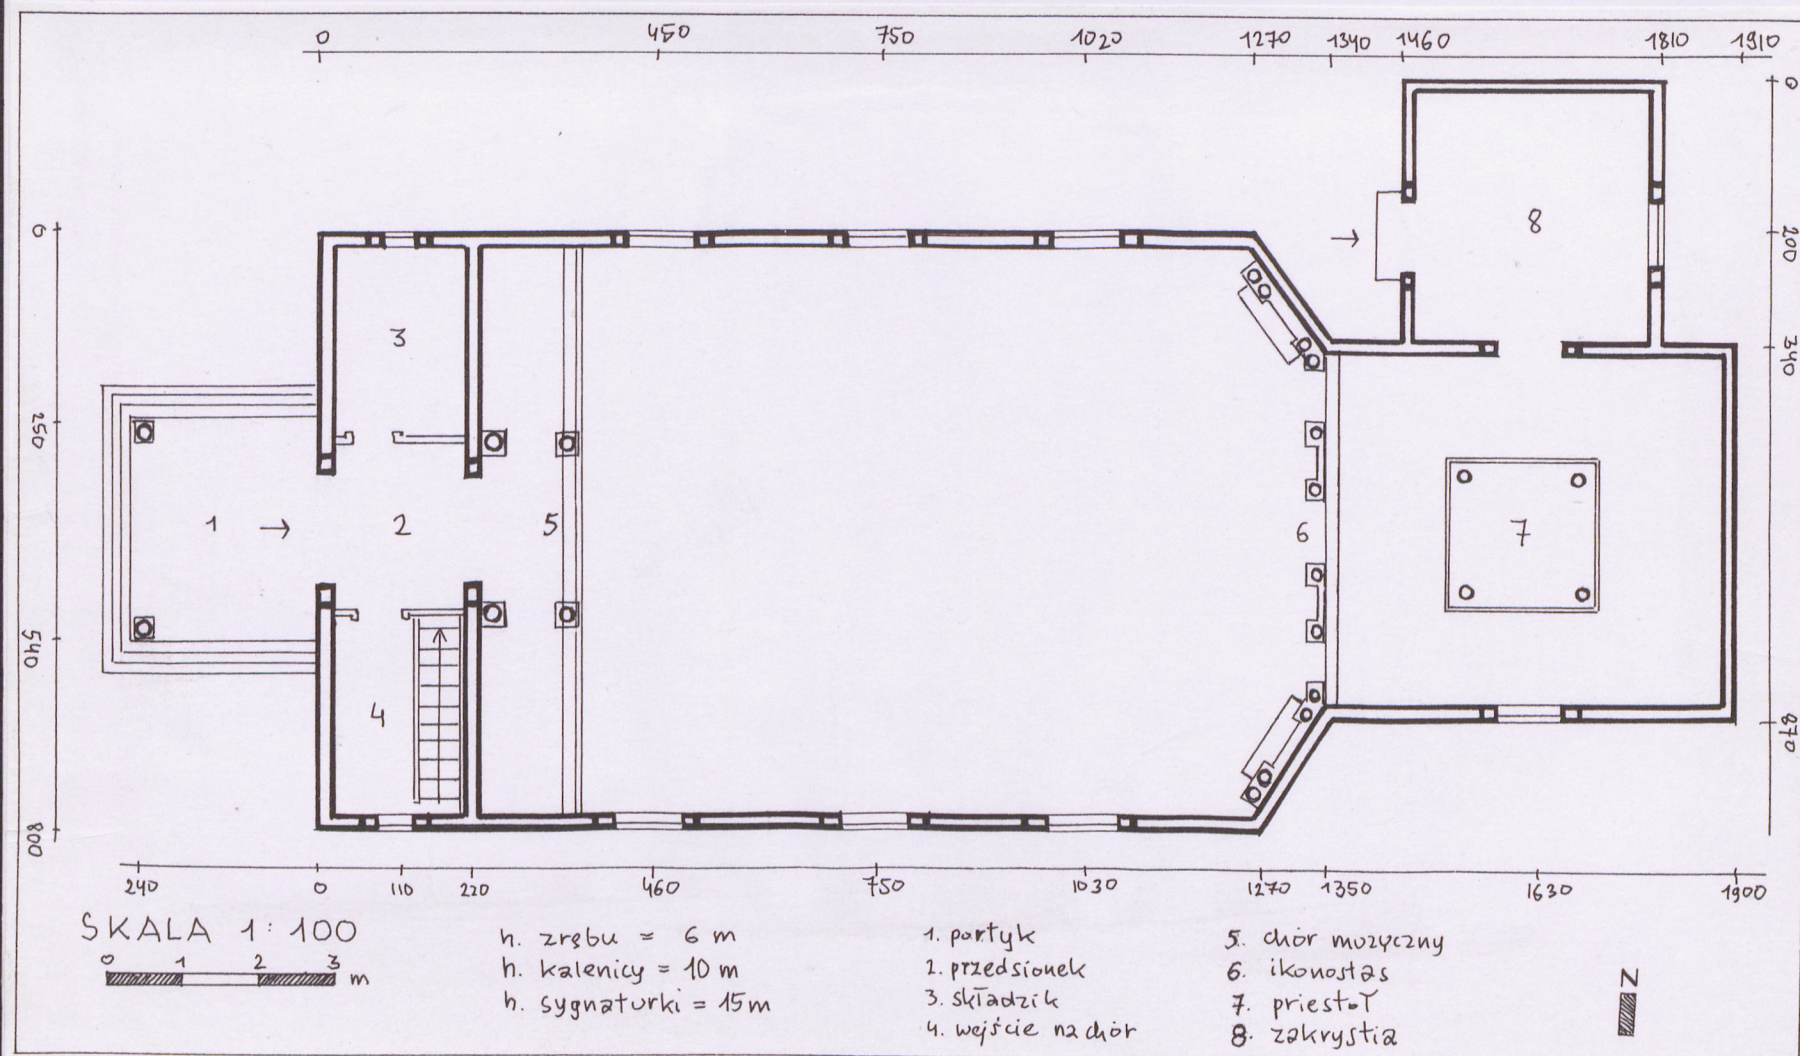 0 450 750 1020 1270 1340 1460 1810 1910
0 200 340 870
0 250 540 800
8
3
1 → 2 5 6 7
4
240 0 110 220 460 750 1030 1270 1350 1630 1900
SKALA 1:100
0 1 2 3 m
h. zrębu = 6 m
h. kalenicy = 10 m
h. sygnaturki = 15 m
1. portyk
2. przedsionek
3. składzik
4. wejście na chór
5. chór muzyczny
6. ikonostas
7. priestoł
8. zakrystia
N